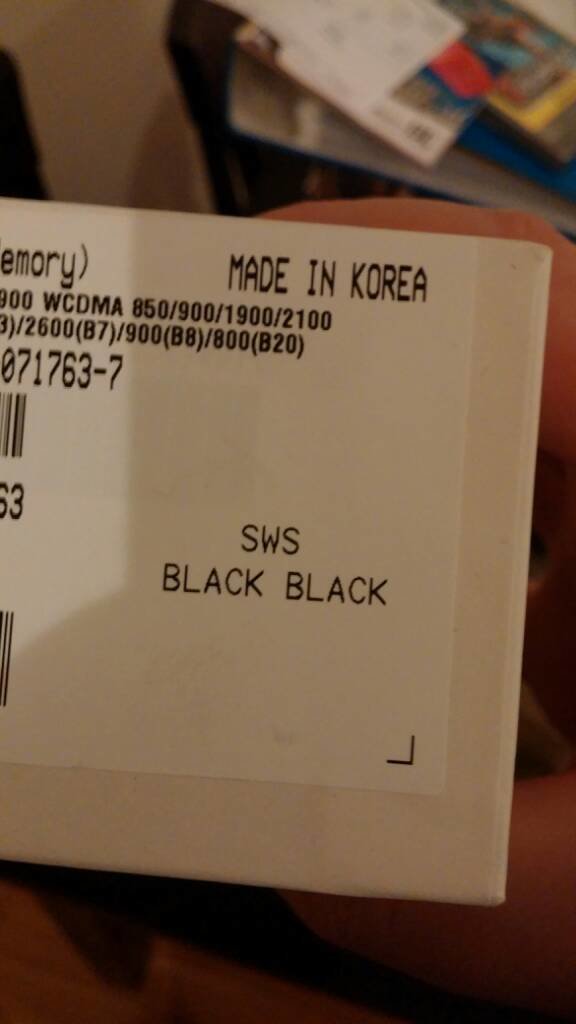 emory)
MADE IN KOREA
900 WCDMA 850/900/1900/2100
3)/2600(B7)/900(B8)/800(B20)
071763-7
63
SWS
BLACK BLACK